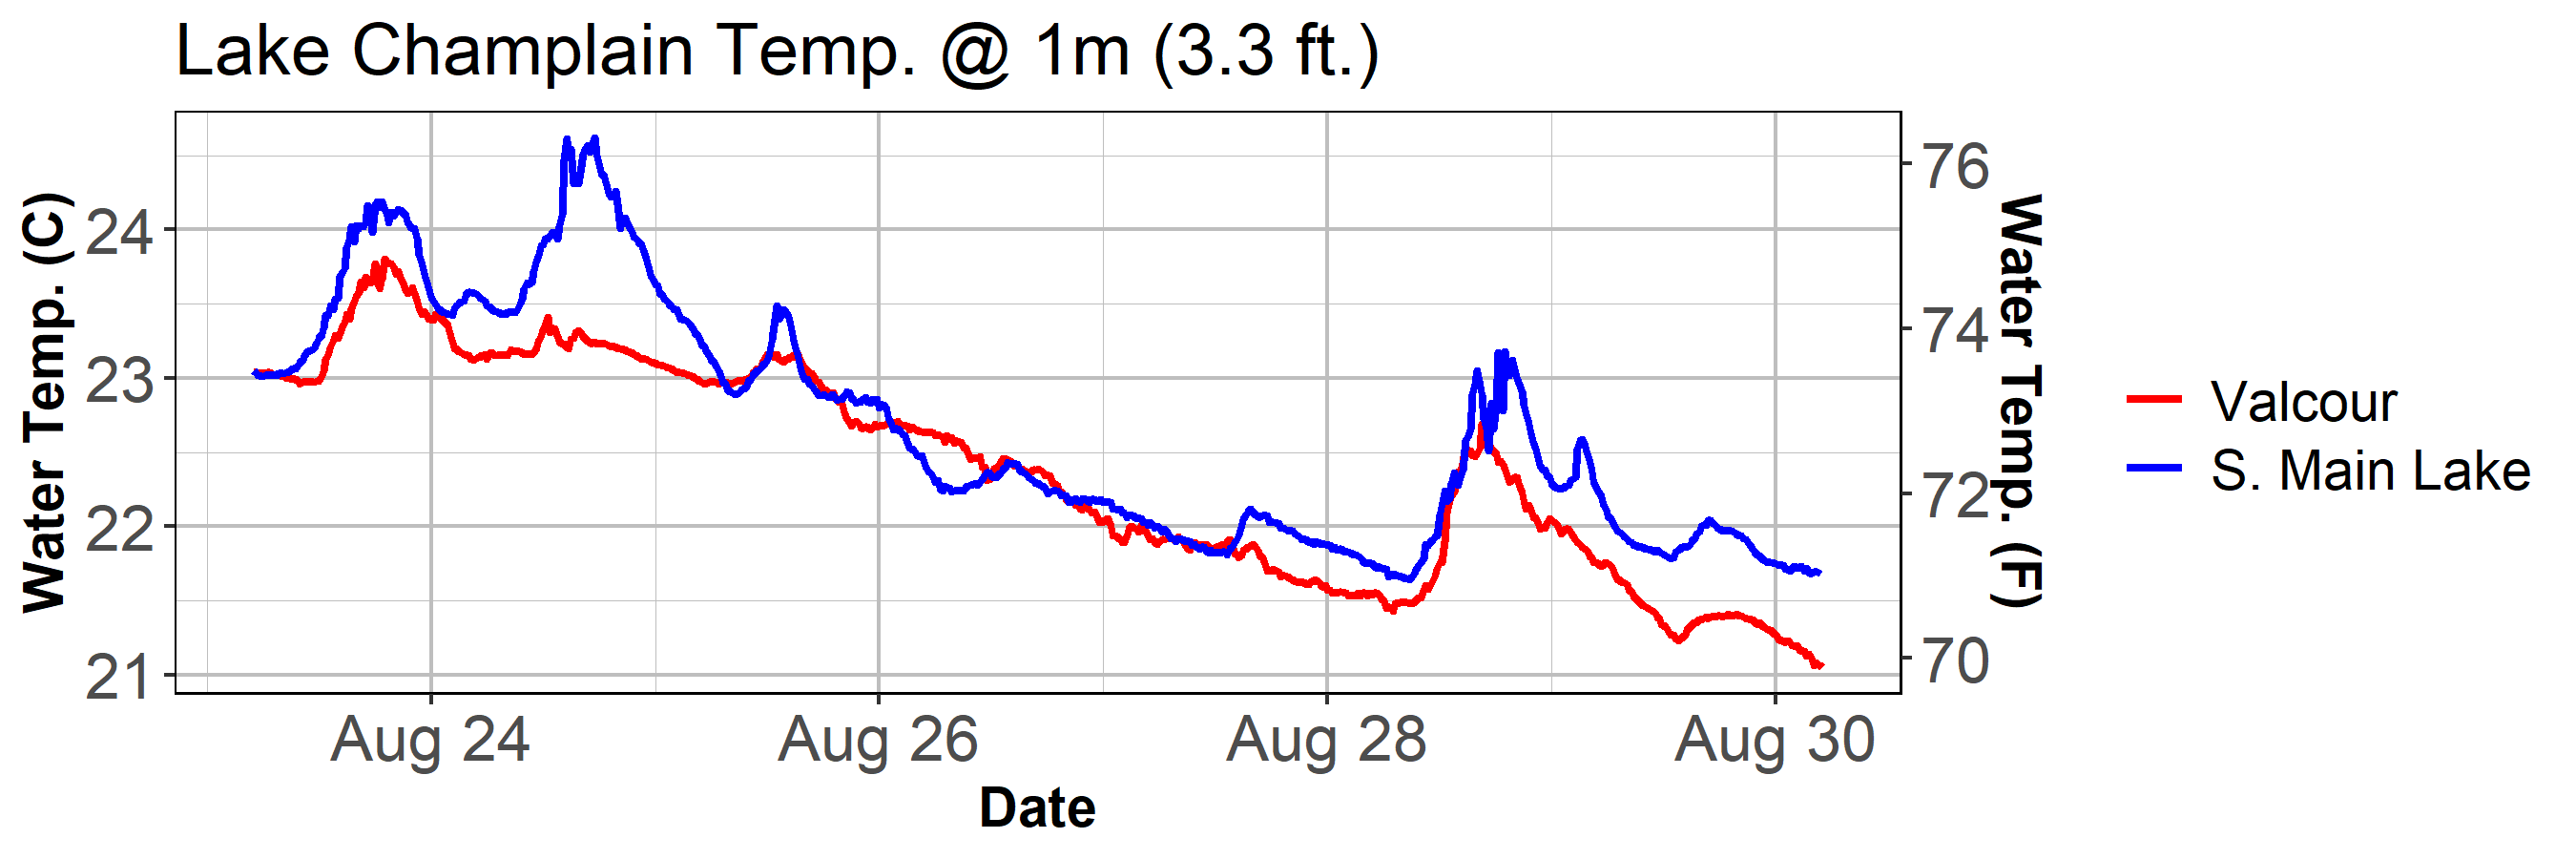 Lake Champlain Temp. @ 1m (3.3 ft.)
Water Temp. (C)
24
23
22
21
76
74
72
70
Water Temp. (F)
Aug 24
Aug 26
Aug 28
Aug 30
Date
Valcour
S. Main Lake